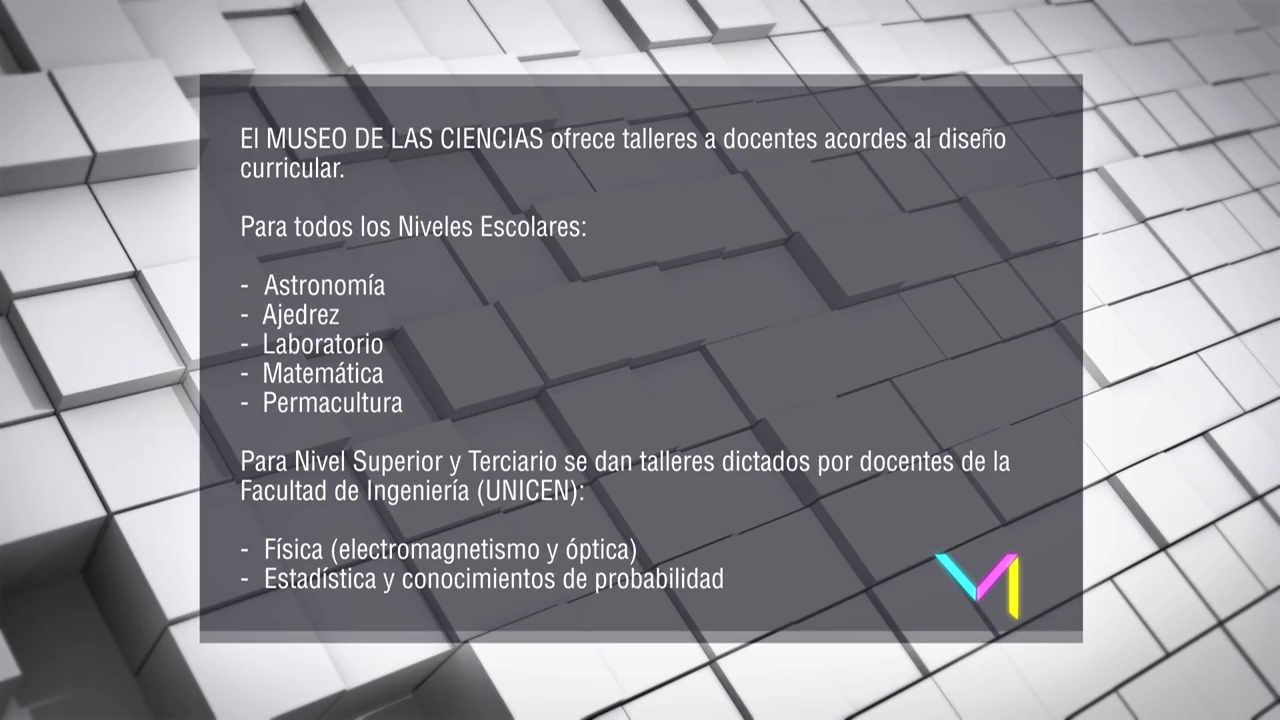 El MUSEO DE LAS CIENCIAS ofrece talleres a docentes acordes al diseño
curricular.
Para todos los Niveles Escolares:
- Astronomía
- Ajedrez
- Laboratorio
- Matemática
- Permacultura
Para Nivel Superior y Terciario se dan talleres dictados por docentes de la
Facultad de Ingeniería (UNICEN):
- Física (electromagnetismo y óptica)
- Estadística y conocimientos de probabilidad